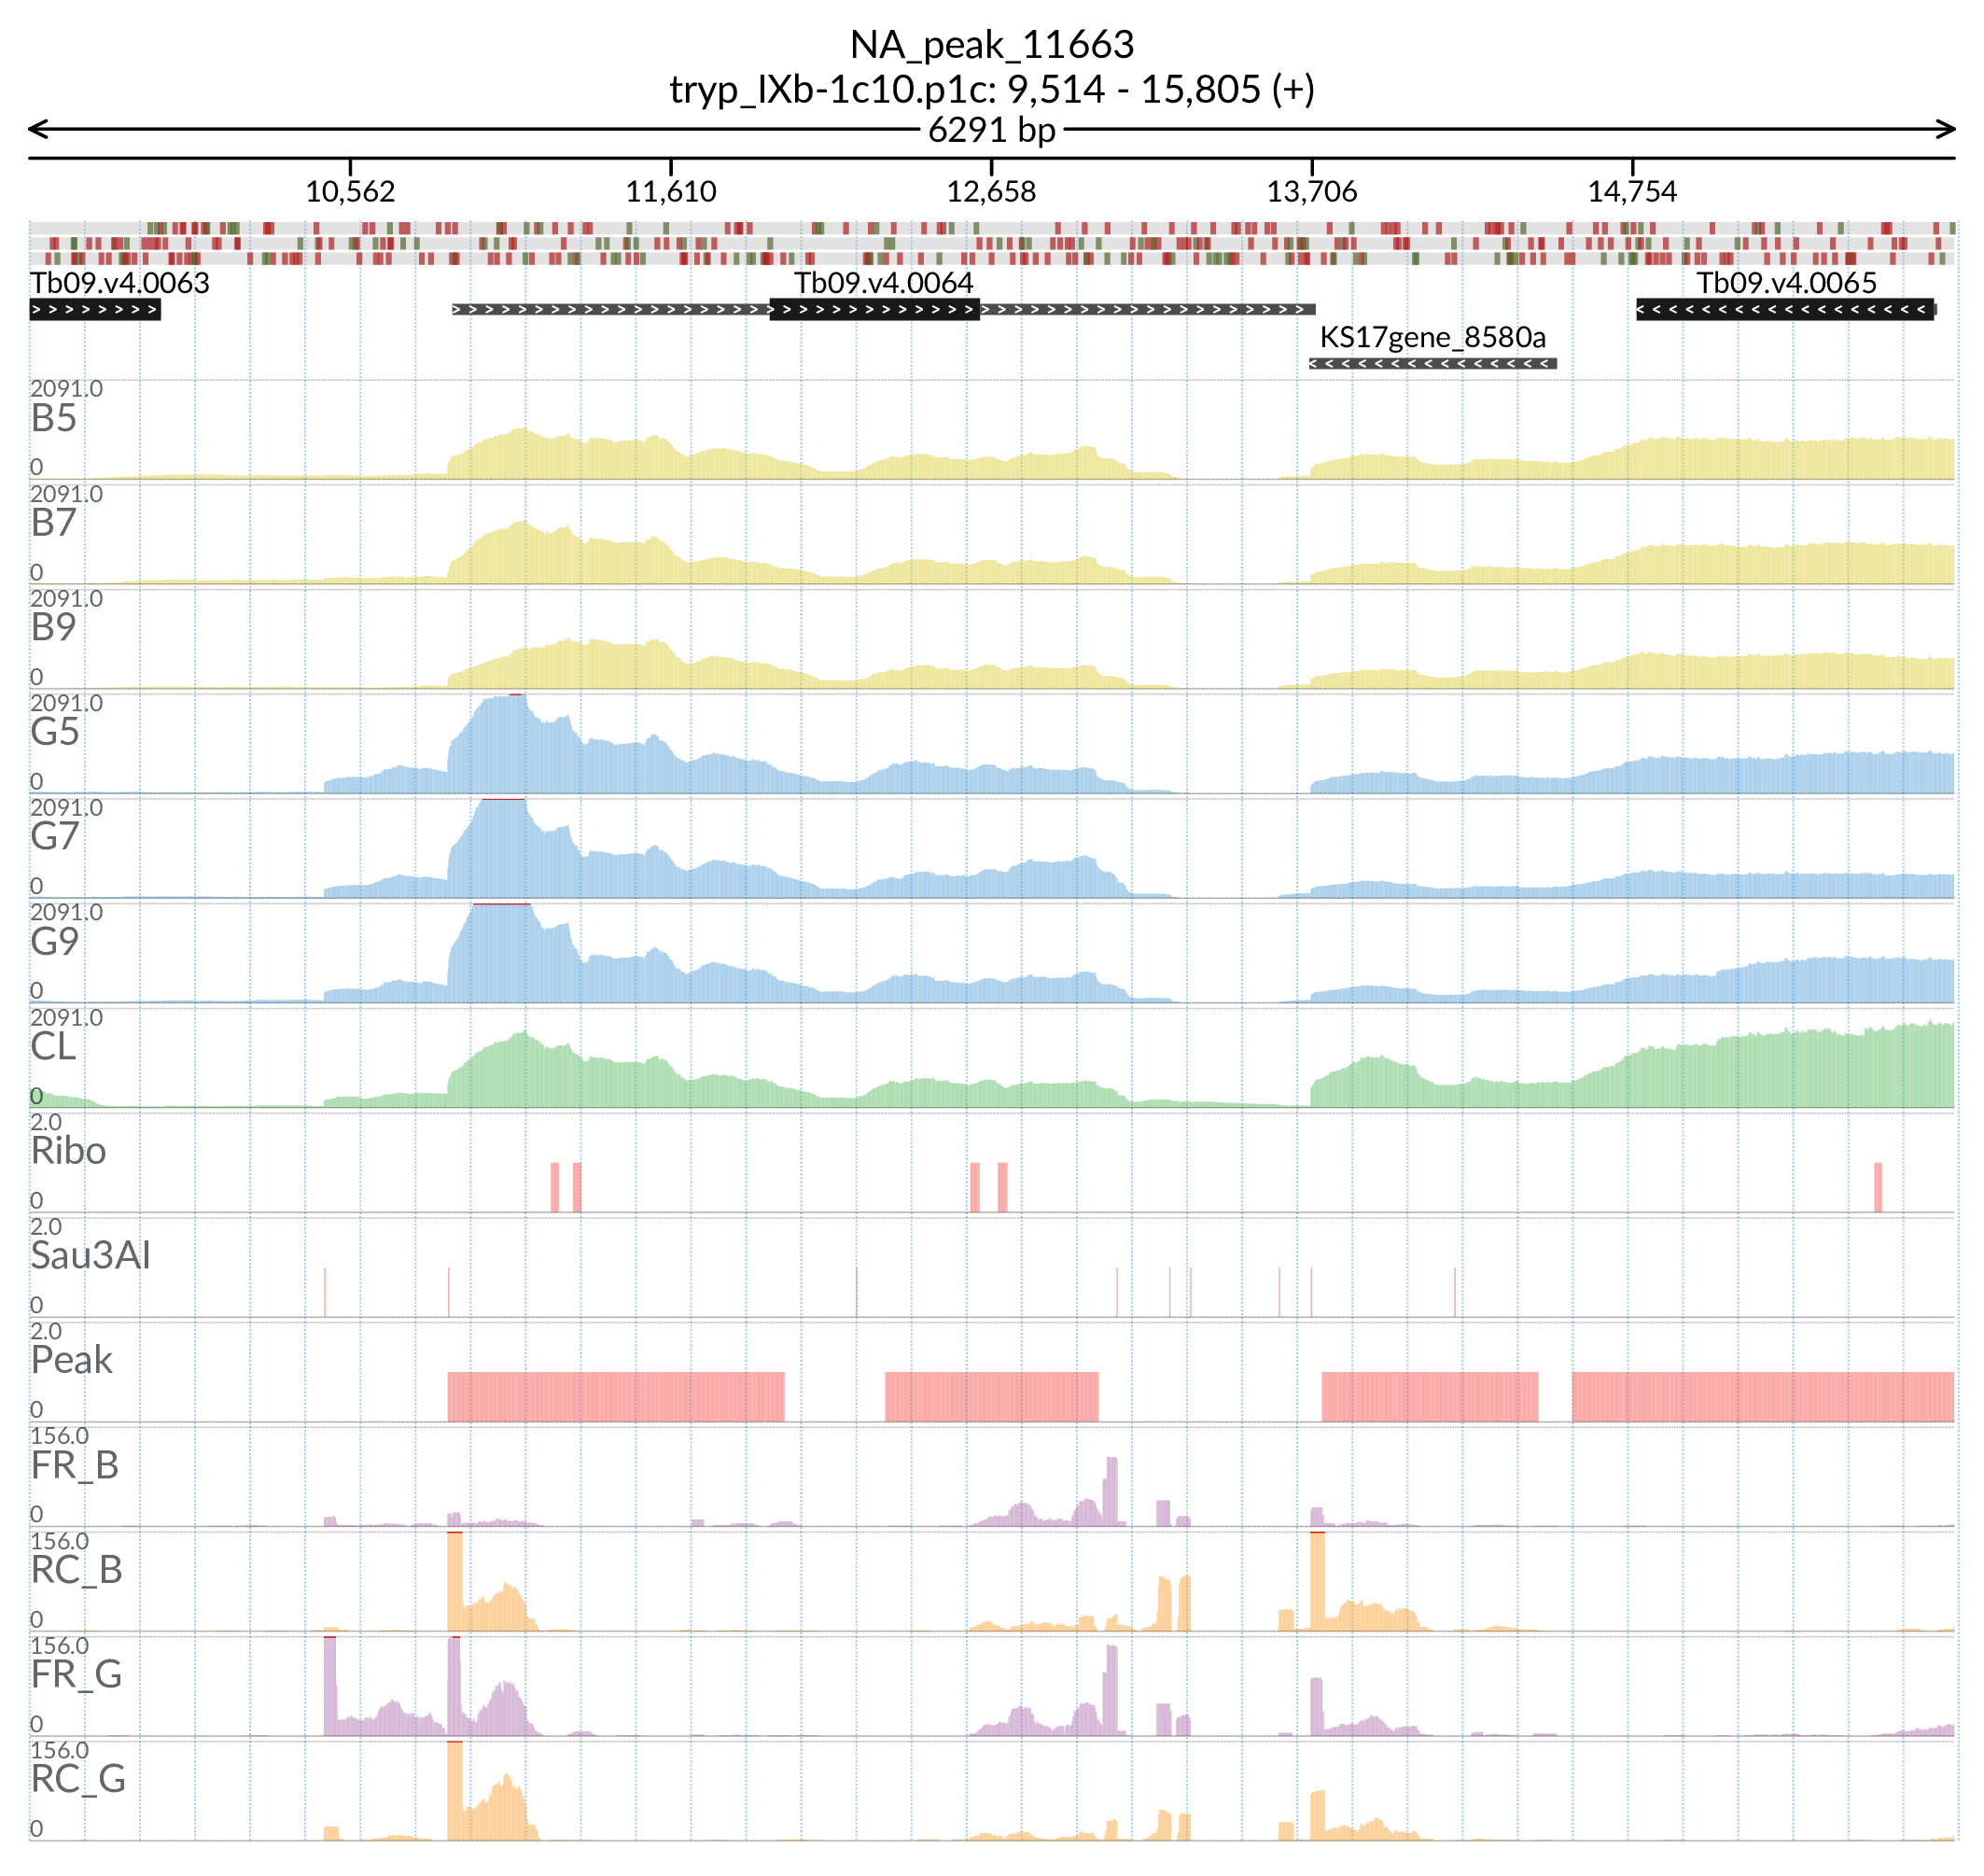 NA_peak_11663
tryp_IXb-1c10.p1c: 9,514 - 15,805 (+)
6291 bp
10,562 11,610 12,658 13,706 14,754
Tb09.v4.0063 Tb09.v4.0064 Tb09.v4.0065
KS17gene_8580a
2091.0
B5
0
2091.0
B7
0
2091.0
B9
0
2091.0
G5
0
2091.0
G7
0
2091.0
G9
0
2091.0
CL
0
2.0
Ribo
0
2.0
Sau3AI
0
2.0
Peak
0
156.0
FR_B
0
156.0
RC_B
0
156.0
FR_G
0
156.0
RC_G
0